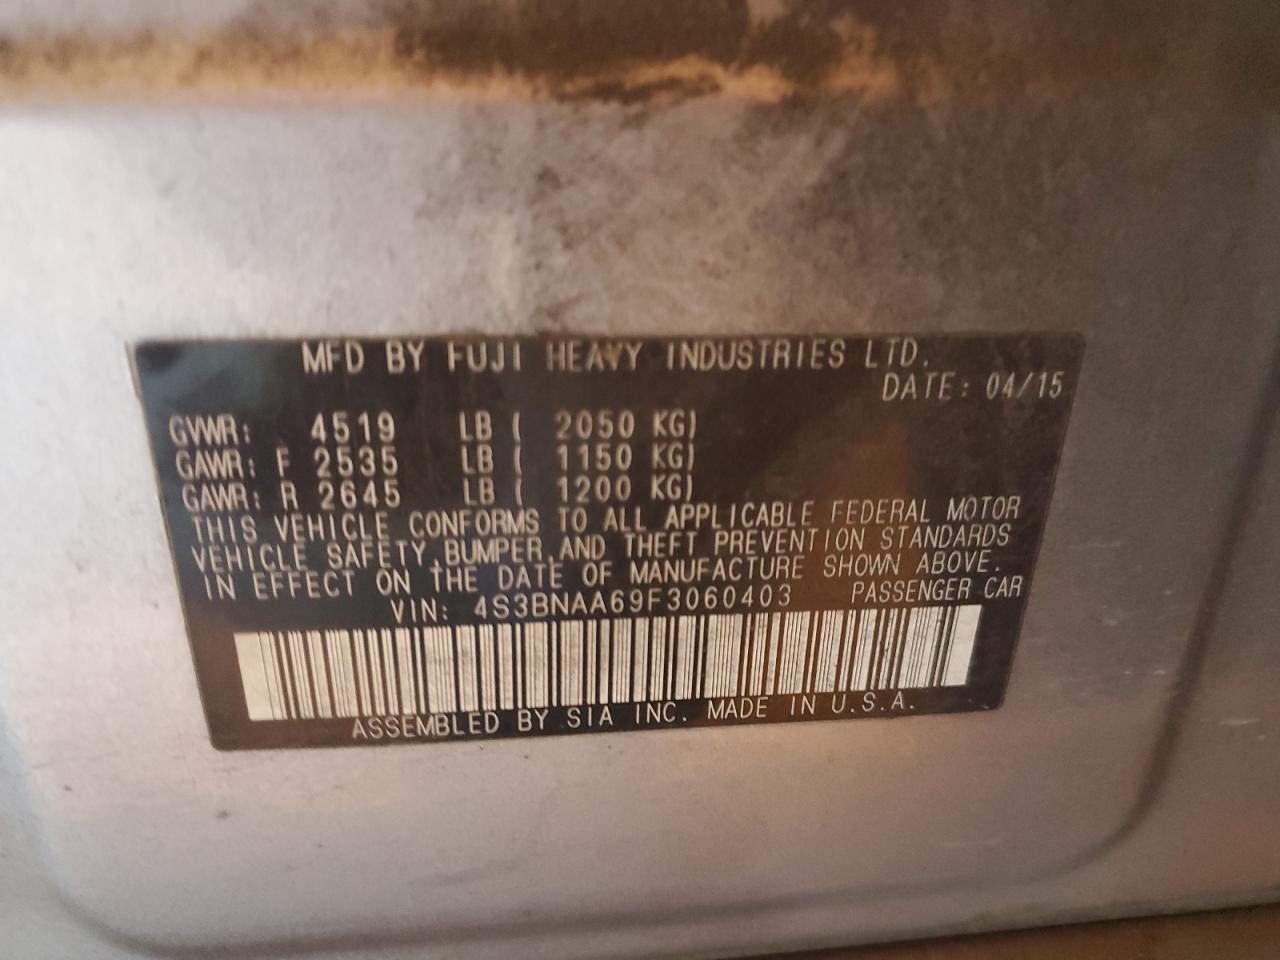 MFD BY FUJI HEAVY INDUSTRIES LTD.
DATE: 04/15
GVWR: 4519 LB ( 2050 KG)
GAWR: F 2535 LB ( 1150 KG)
GAWR: R 2645 LB ( 1200 KG)
THIS VEHICLE CONFORMS TO ALL APPLICABLE FEDERAL MOTOR
VEHICLE SAFETY, BUMPER, AND THEFT PREVENTION STANDARDS
IN EFFECT ON THE DATE OF MANUFACTURE SHOWN ABOVE.
VIN: 4S3BNAA69F3060403 PASSENGER CAR
ASSEMBLED BY SIA INC. MADE IN U.S.A.